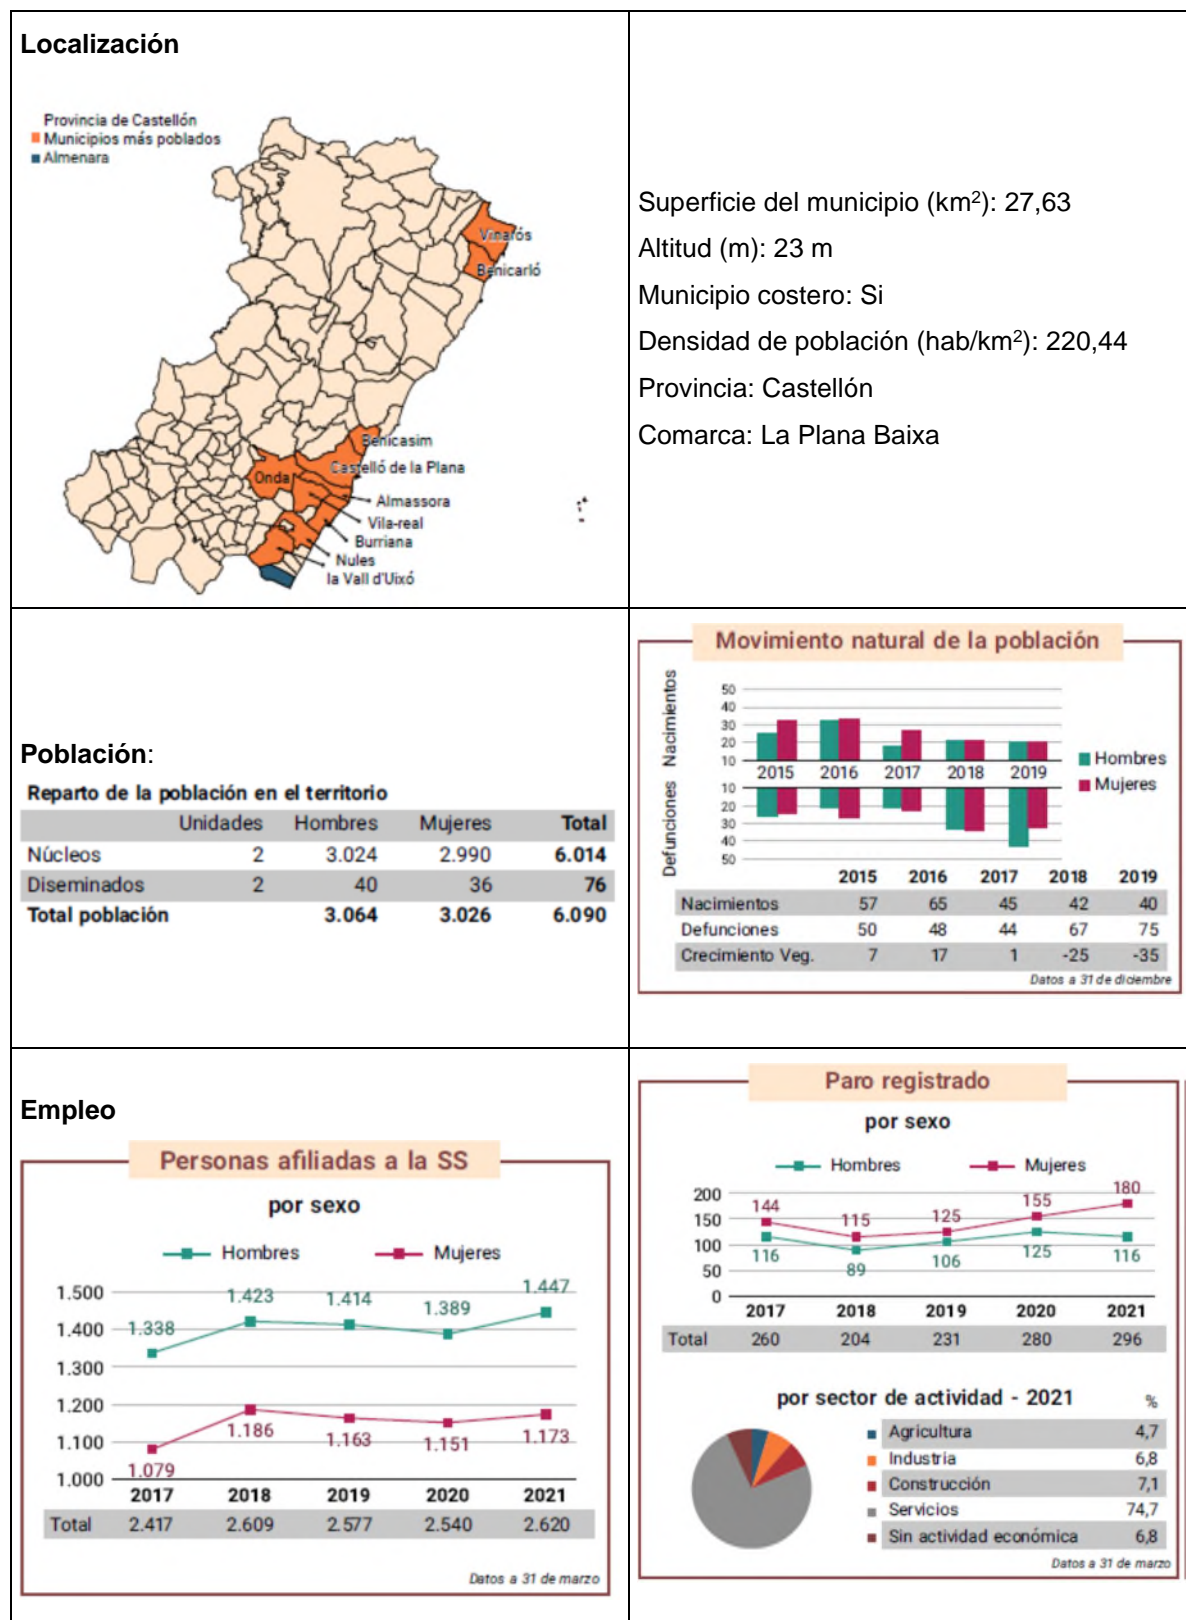 Localización
Provincia de Castellón
Municipios más poblados
Almenara
Vinarós
Benicarló
Benicasim
Castelló de la Plana
Onda
Almassora
Vila-real
Burriana
Nules
la Vall d'Uixó
Superficie del municipio (km²): 27,63
Altitud (m): 23 m
Municipio costero: Si
Densidad de población (hab/km²): 220,44
Provincia: Castellón
Comarca: La Plana Baixa
Población:
Reparto de la población en el territorio
Unidades Hombres Mujeres Total
Núcleos 2 3.024 2.990 6.014
Diseminados 2 40 36 76
Total población 3.064 3.026 6.090
Movimiento natural de la población
Nacimientos
50
40
30
20
10
2015 2016 2017 2018 2019
Hombres
Mujeres
Defunciones
10
20
30
40
50
2015 2016 2017 2018 2019
Nacimientos 57 65 45 42 40
Defunciones 50 48 44 67 75
Crecimiento Veg. 7 17 1 -25 -35
Datos a 31 de diciembre
Empleo
Personas afiliadas a la SS
por sexo
Hombres Mujeres
1.500
1.400
1.300
1.200
1.100
1.000
1.338 1.423 1.414 1.389 1.447
1.079 1.186 1.163 1.151 1.173
2017 2018 2019 2020 2021
Total 2.417 2.609 2.577 2.540 2.620
Datos a 31 de marzo
Paro registrado
por sexo
Hombres Mujeres
200
150
100
50
0
144 115 125 155 180
116 89 106 125 116
2017 2018 2019 2020 2021
Total 260 204 231 280 296
por sector de actividad - 2021 %
Agricultura 4,7
Industria 6,8
Construcción 7,1
Servicios 74,7
Sin actividad económica 6,8
Datos a 31 de marzo